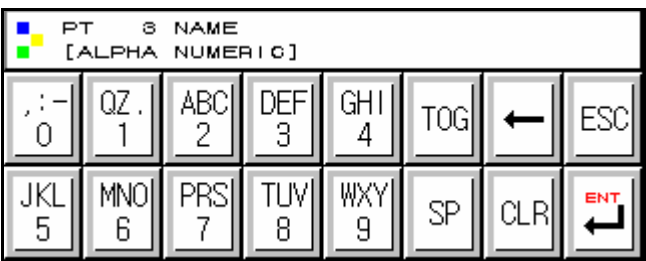 PT 3 NAME
[ALPHA NUMERIC]
,:- QZ. ABC DEF GHI TOG ← ESC
0 1 2 3 4
JKL MNO PRS TUV WXY SP CLR ENT
5 6 7 8 9